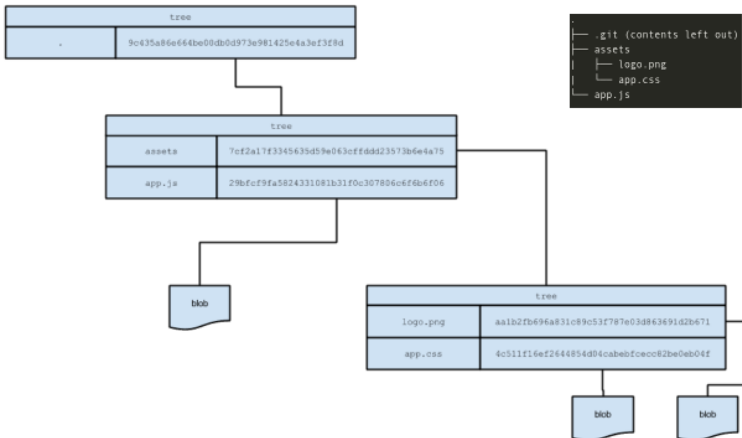 tree
. 9c435a86e664be00db0d973e981425e4a3ef3f8d
.
├── .git (contents left out)
├── assets
│   ├── logo.png
│   └── app.css
└── app.js
tree
assets 7cf2a17f3345635d59e063cffddd23573b6e4a75
app.js 29bfcf9fa5824331081b31f0c307806c6f6b6f06
blob
tree
logo.png aa1b2fb696a831c89c53f787e03d863691d2b671
app.css 4c511f16ef2644854d04cabebfcecc82be0eb04f
blob
blob